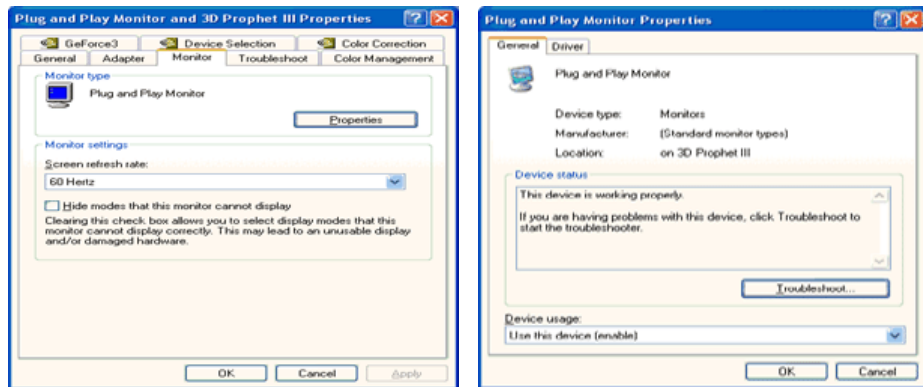 Plug and Play Monitor and 3D Prophet III Properties
GeForce3 Device Selection Color Correction
General Adapter Monitor Troubleshoot Color Management
Monitor type
Plug and Play Monitor
Properties
Monitor settings
Screen refresh rate:
60 Hertz
Hide modes that this monitor cannot display
Clearing this check box allows you to select display modes that this
monitor cannot display correctly. This may lead to an unusable display
and/or damaged hardware.
OK Cancel Apply
Plug and Play Monitor Properties
General Driver
Plug and Play Monitor
Device type: Monitors
Manufacturer: (Standard monitor types)
Location: on 3D Prophet III
Device status
This device is working properly.
If you are having problems with this device, click Troubleshoot to
start the troubleshooter.
Troubleshoot...
Device usage:
Use this device (enable)
OK Cancel